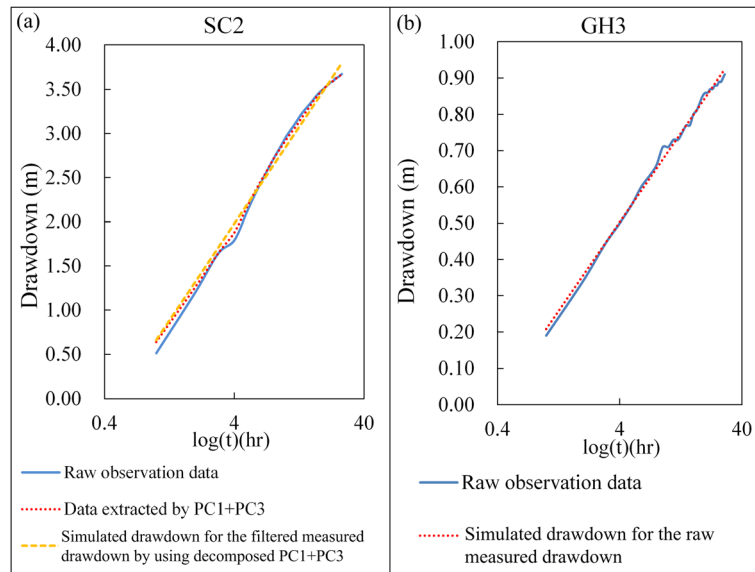 (a)
SC2
4.00
3.50
3.00
2.50
2.00
1.50
1.00
0.50
0.00
Drawdown (m)
0.4
4
40
log(t)(hr)
Raw observation data
Data extracted by PC1+PC3
Simulated drawdown for the filtered measured
drawdown by using decomposed PC1+PC3
(b)
GH3
1.00
0.90
0.80
0.70
0.60
0.50
0.40
0.30
0.20
0.10
0.00
Drawdown (m)
0.4
4
40
log(t)(hr)
Raw observation data
Simulated drawdown for the raw
measured drawdown